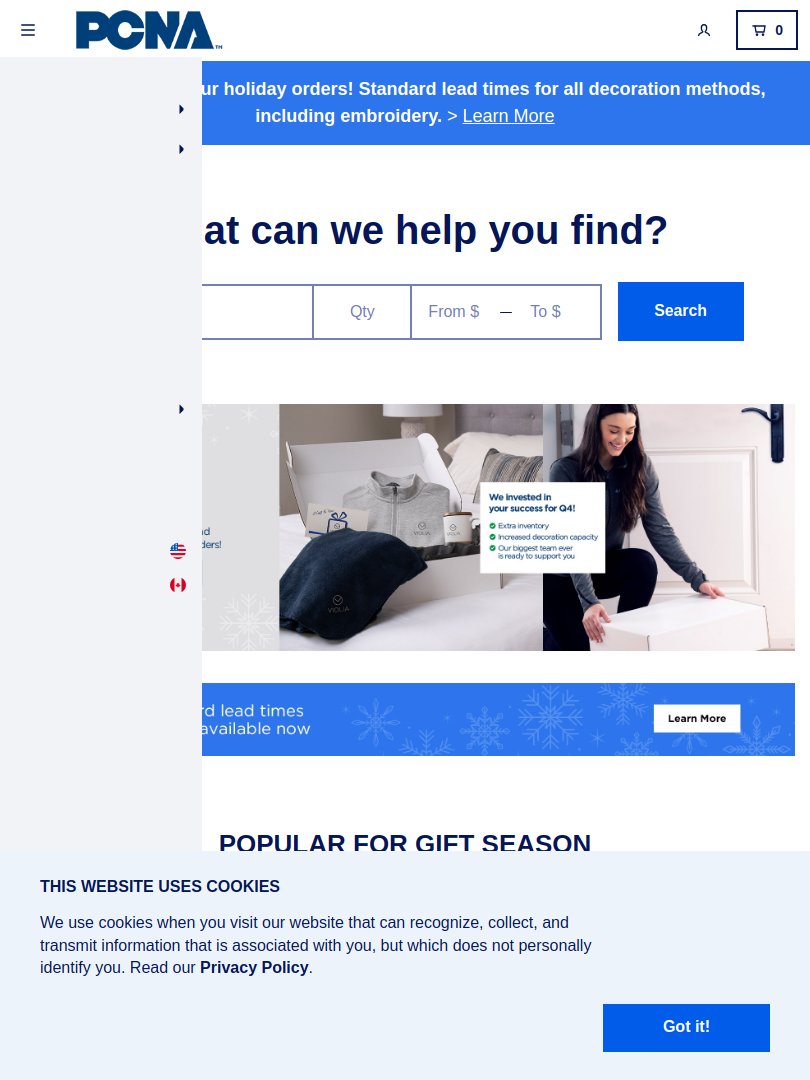 PCNA™
0
ur holiday orders! Standard lead times for all decoration methods,
including embroidery. > Learn More
at can we help you find?
Qty
From $ — To $
Search
We invested in
your success for Q4!
Extra inventory
Increased decoration capacity
Our biggest team ever
is ready to support you
nd
ders!
VIOLIA
rd lead times
available now
Learn More
POPULAR FOR GIFT SEASON
THIS WEBSITE USES COOKIES
We use cookies when you visit our website that can recognize, collect, and
transmit information that is associated with you, but which does not personally
identify you. Read our Privacy Policy.
Got it!